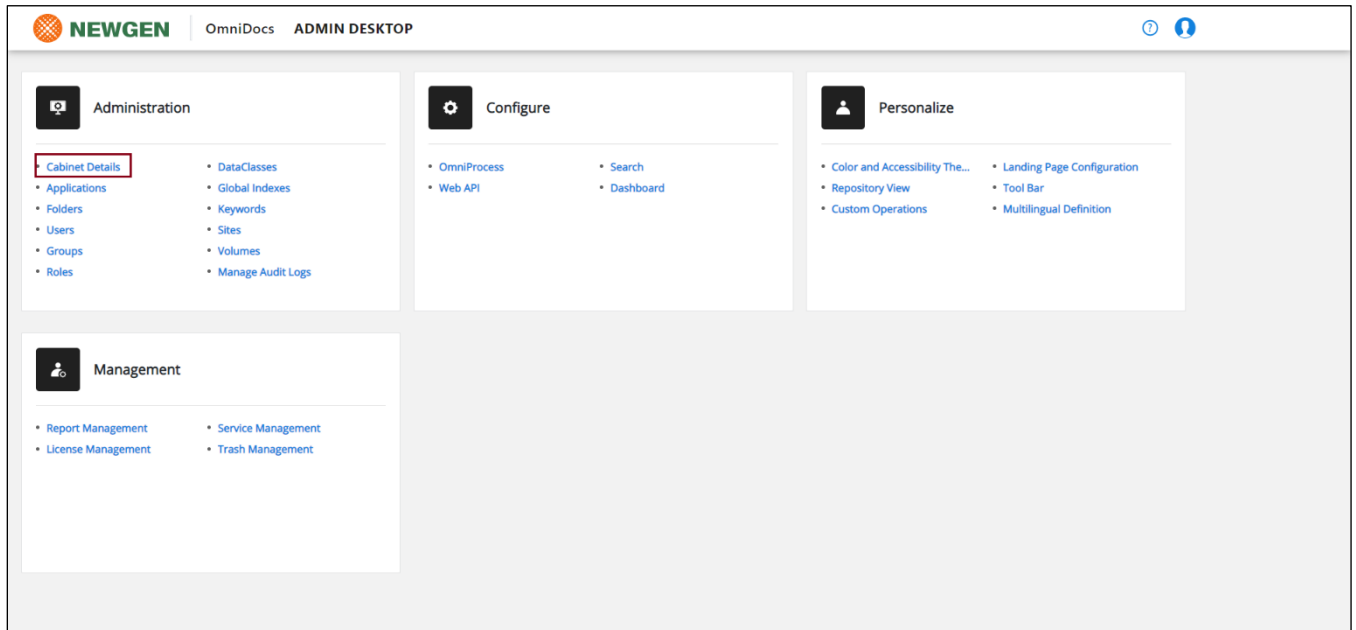 NEWGEN OmniDocs ADMIN DESKTOP ?
Administration
Cabinet Details
Applications
Folders
Users
Groups
Roles
DataClasses
Global Indexes
Keywords
Sites
Volumes
Manage Audit Logs
Configure
OmniProcess
Web API
Search
Dashboard
Personalize
Color and Accessibility The...
Repository View
Custom Operations
Landing Page Configuration
Tool Bar
Multilingual Definition
Management
Report Management
License Management
Service Management
Trash Management